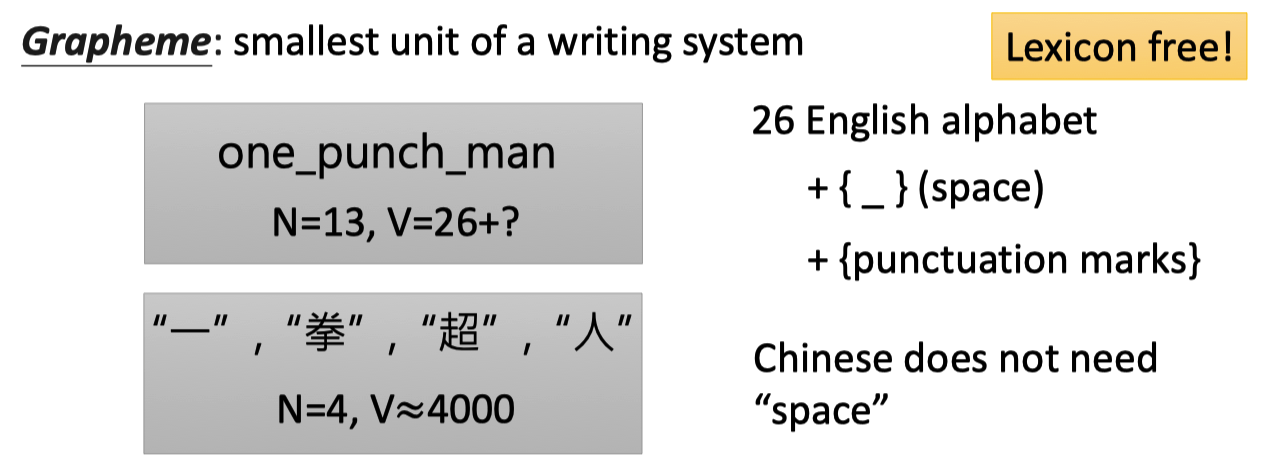 Grapheme: smallest unit of a writing system
Lexicon free!
one_punch_man
N=13, V=26+?
26 English alphabet
+ { _ } (space)
+ {punctuation marks}
“一” , “拳” , “超” , “人”
N=4, V≈4000
Chinese does not need
“space”